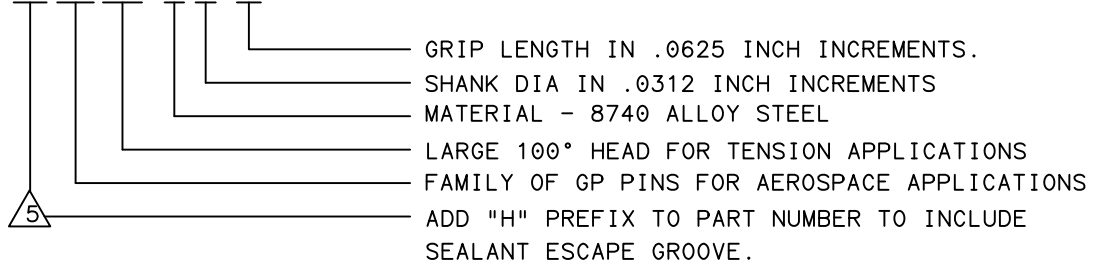 GRIP LENGTH IN .0625 INCH INCREMENTS.
SHANK DIA IN .0312 INCH INCREMENTS
MATERIAL - 8740 ALLOY STEEL
LARGE 100° HEAD FOR TENSION APPLICATIONS
FAMILY OF GP PINS FOR AEROSPACE APPLICATIONS
5
ADD "H" PREFIX TO PART NUMBER TO INCLUDE
SEALANT ESCAPE GROOVE.